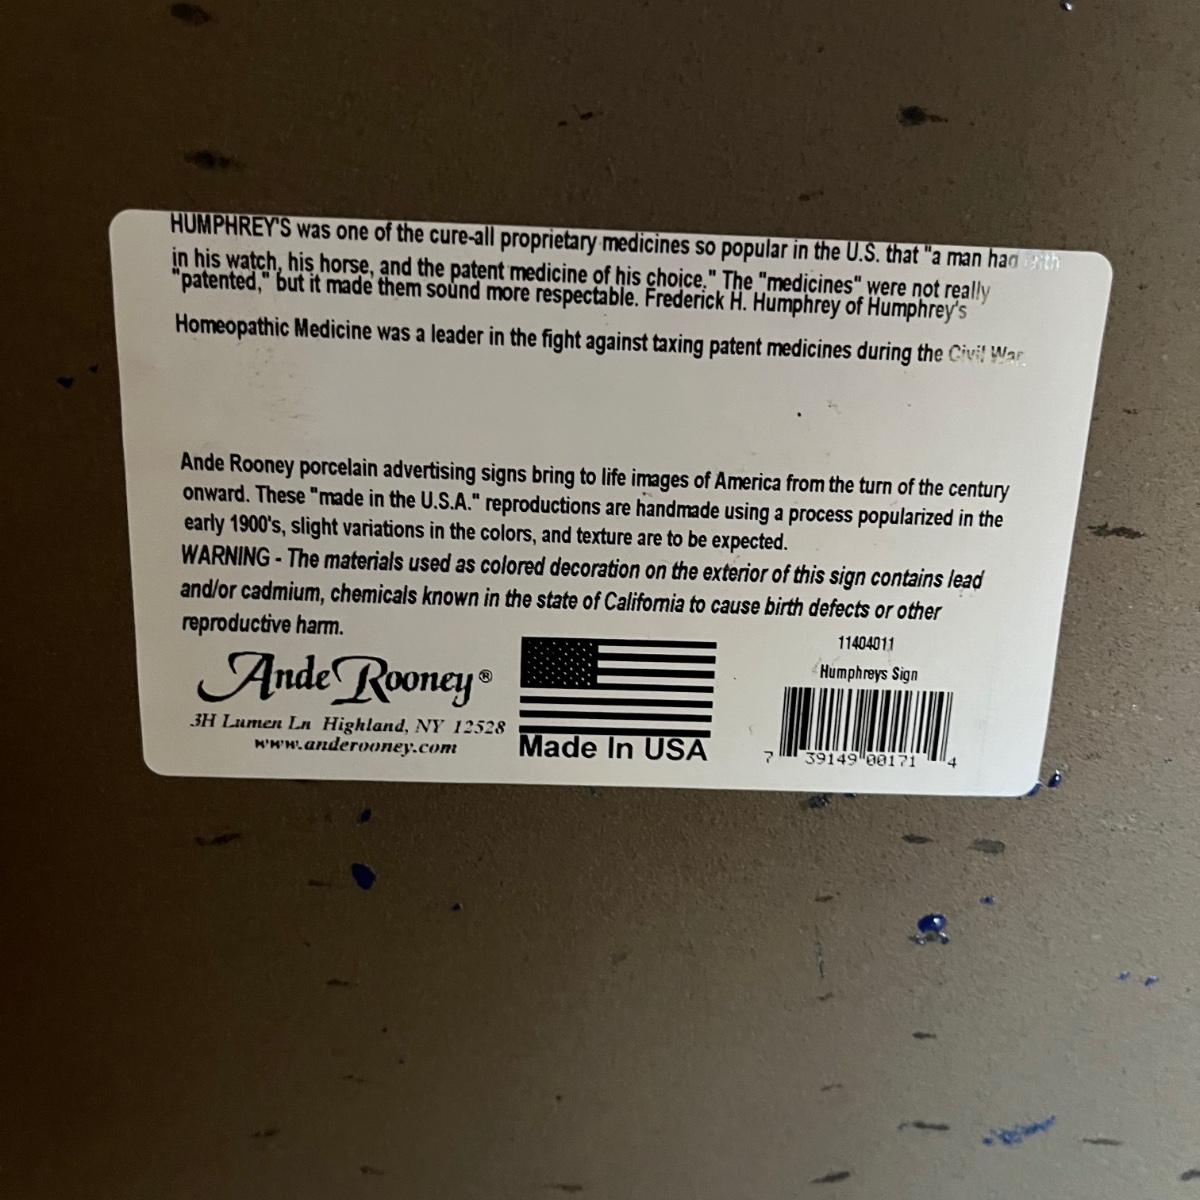 HUMPHREY'S was one of the cure-all proprietary medicines so popular in the U.S. that "a man had faith
in his watch, his horse, and the patent medicine of his choice." The "medicines" were not really
"patented," but it made them sound more respectable. Frederick H. Humphrey of Humphrey's
Homeopathic Medicine was a leader in the fight against taxing patent medicines during the Civil War.
Ande Rooney porcelain advertising signs bring to life images of America from the turn of the century
onward. These "made in the U.S.A." reproductions are handmade using a process popularized in the
early 1900's, slight variations in the colors, and texture are to be expected.
WARNING - The materials used as colored decoration on the exterior of this sign contains lead
and/or cadmium, chemicals known in the state of California to cause birth defects or other
reproductive harm.
Ande Rooney®
3H Lumen Ln Highland, NY 12528
www.anderooney.com
Made In USA
11404011
Humphreys Sign
7 39149 00171 4